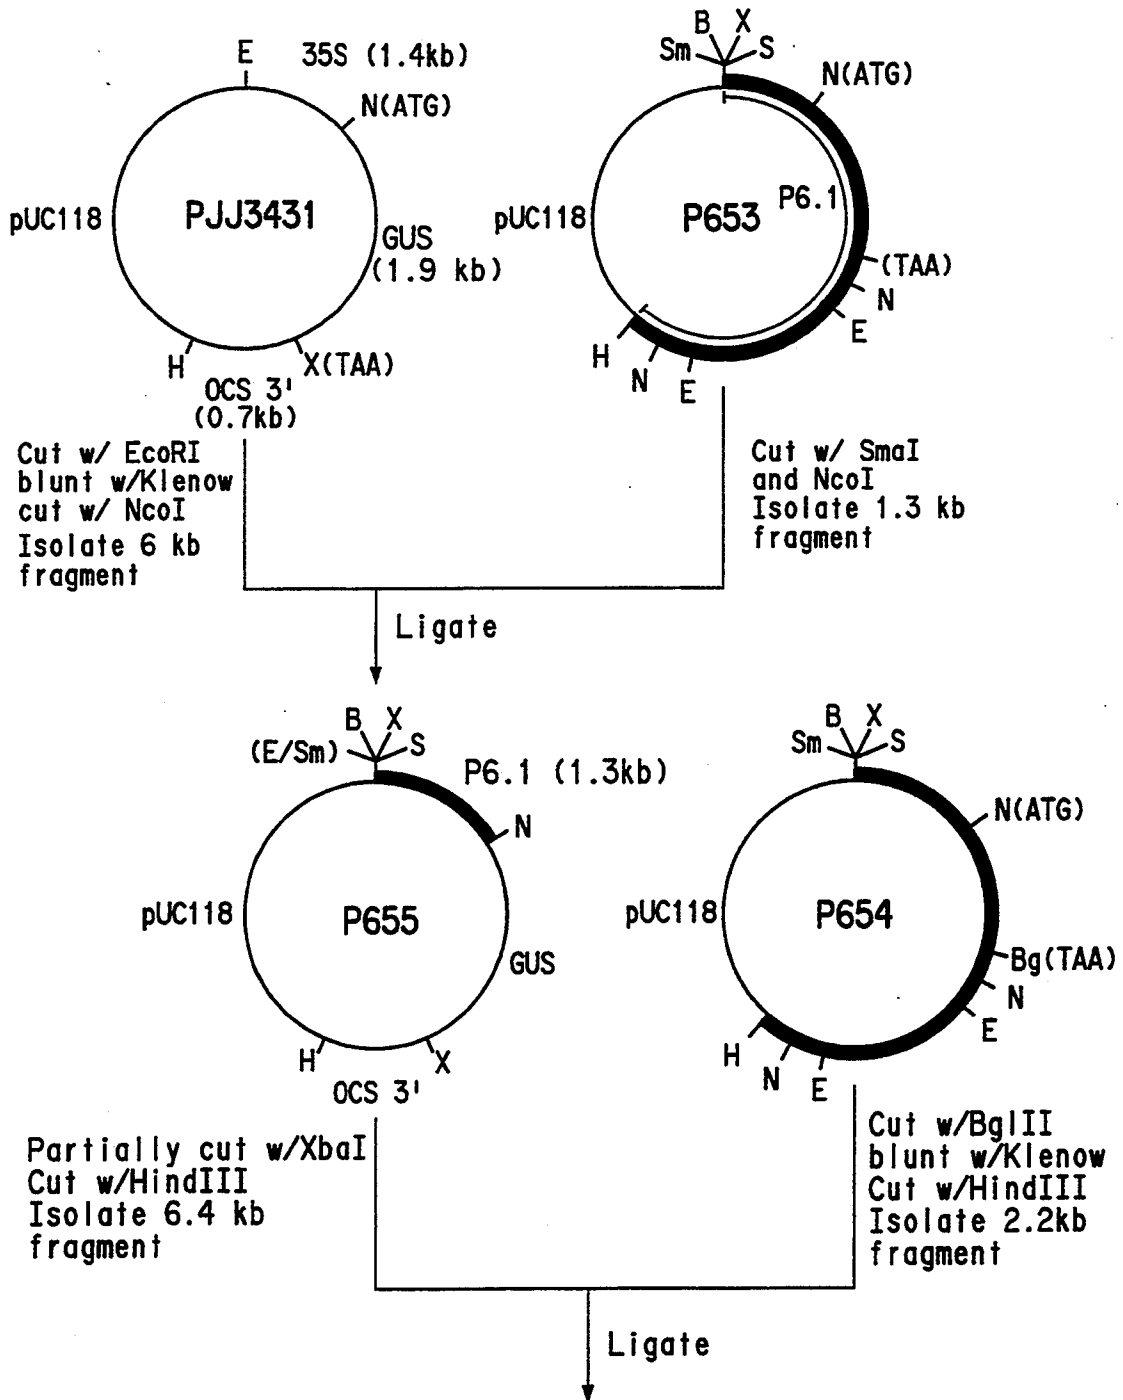 E
35S (1.4kb)
N(ATG)
pUC118
PJJ3431
GUS
(1.9 kb)
H
X(TAA)
OCS 3'
(0.7kb)
B
X
Sm
S
N(ATG)
pUC118
P653
P6.1
(TAA)
N
E
H
N
E
Cut w/ EcoRI
blunt w/Klenow
cut w/ NcoI
Isolate 6 kb
fragment
Cut w/ SmaI
and NcoI
Isolate 1.3 kb
fragment
Ligate
B
X
(E/Sm)
S
P6.1 (1.3kb)
N
pUC118
P655
GUS
H
X
OCS 3'
B
X
Sm
S
N(ATG)
pUC118
P654
Bg(TAA)
N
E
H
N
E
Partially cut w/XbaI
Cut w/HindIII
Isolate 6.4 kb
fragment
Cut w/BglII
blunt w/Klenow
Cut w/HindIII
Isolate 2.2kb
fragment
Ligate